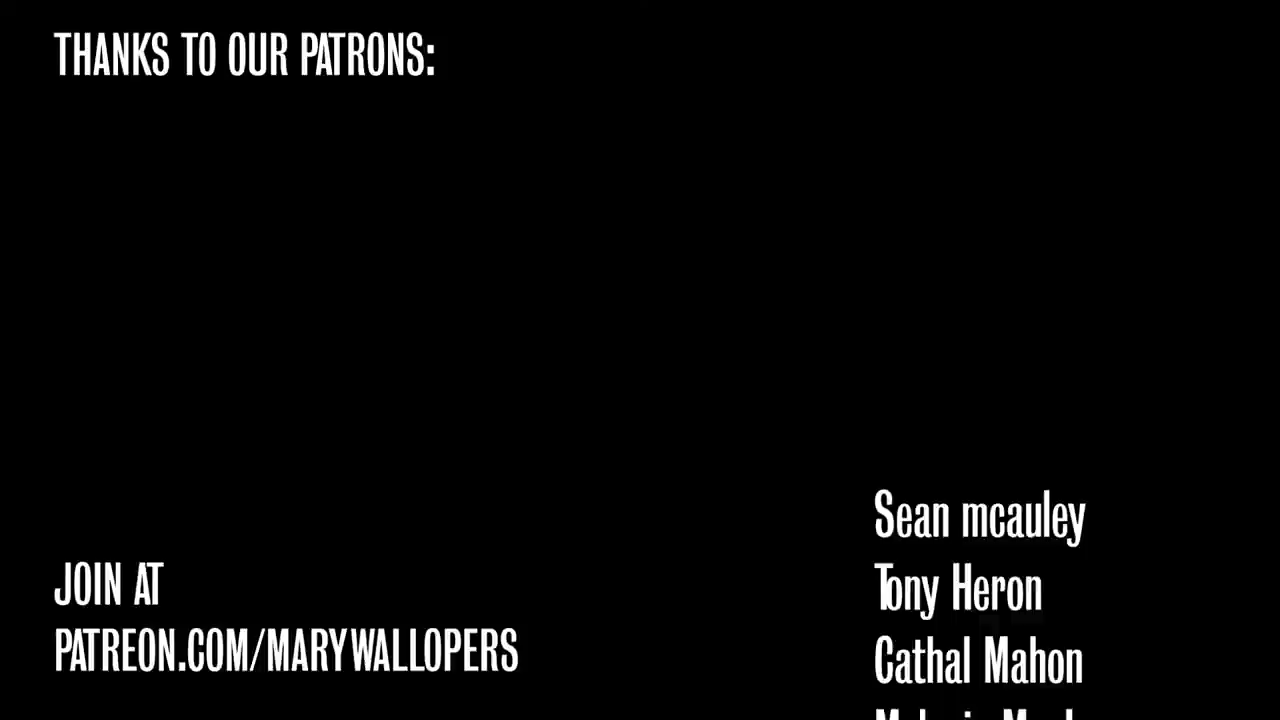 THANKS TO OUR PATRONS:
Sean mcauley
JOIN AT
Tony Heron
PATREON.COM/MARYWALLOPERS
Cathal Mahon